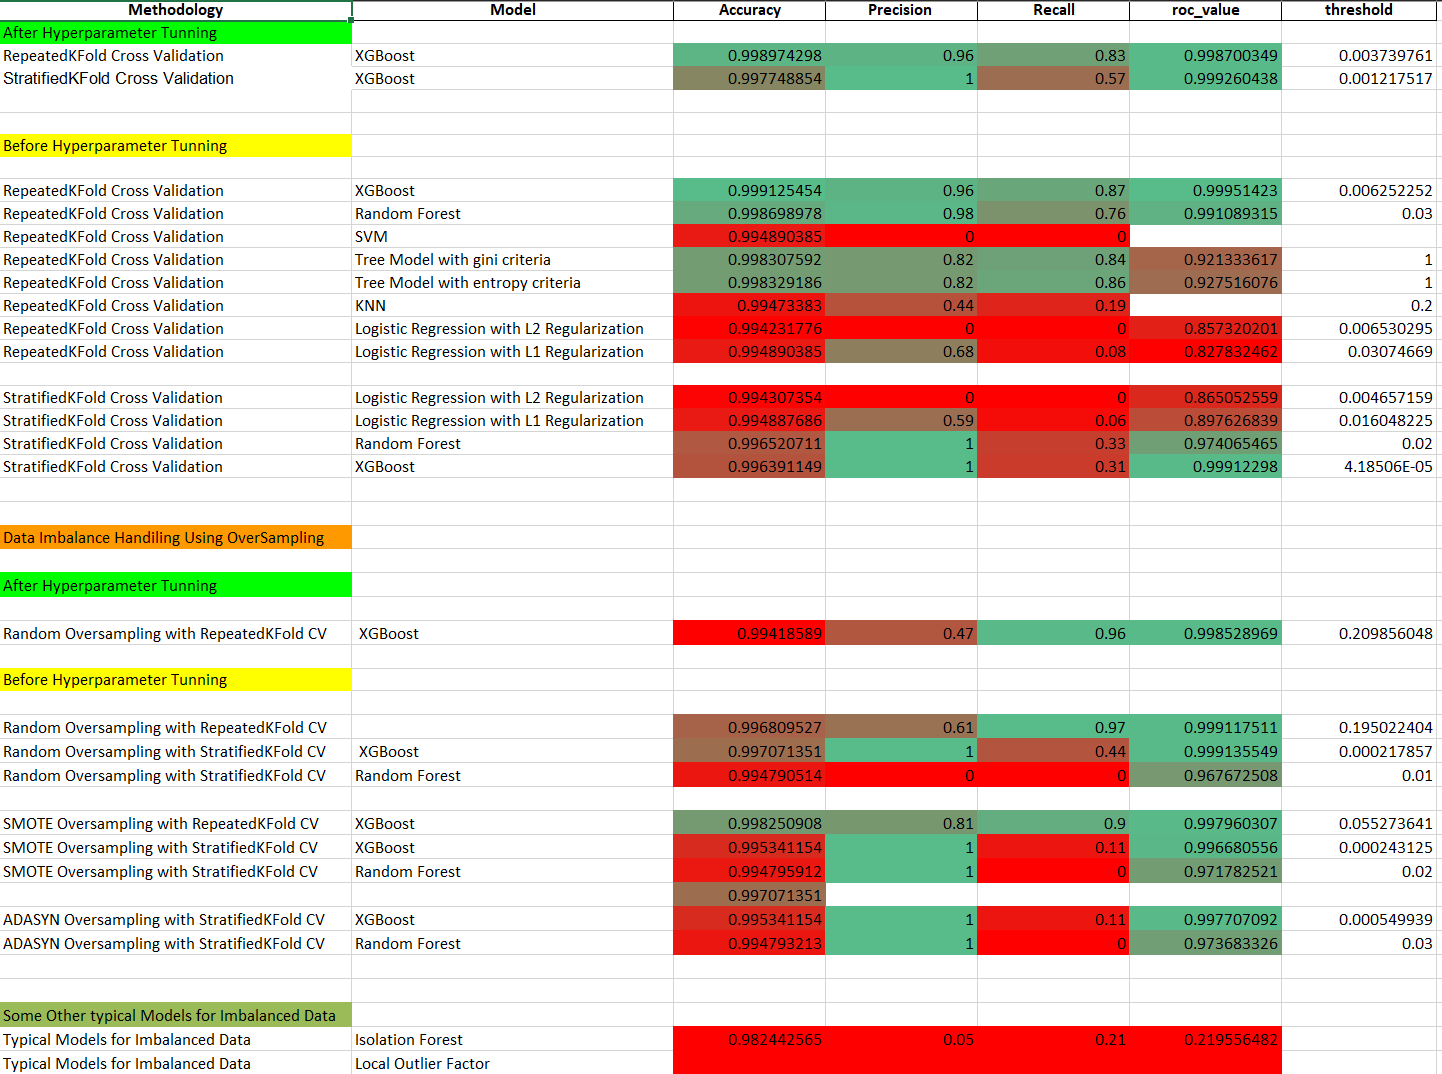 Methodology Model Accuracy Precision Recall roc_value threshold
After Hyperparameter Tunning
RepeatedKFold Cross Validation XGBoost 0.998974298 0.96 0.83 0.998700349 0.003739761
StratifiedKFold Cross Validation XGBoost 0.997748854 1 0.57 0.999260438 0.001217517
Before Hyperparameter Tunning
RepeatedKFold Cross Validation XGBoost 0.999125454 0.96 0.87 0.99951423 0.006252252
RepeatedKFold Cross Validation Random Forest 0.998698978 0.98 0.76 0.991089315 0.03
RepeatedKFold Cross Validation SVM 0.994890385 0 0
RepeatedKFold Cross Validation Tree Model with gini criteria 0.998307592 0.82 0.84 0.921333617 1
RepeatedKFold Cross Validation Tree Model with entropy criteria 0.998329186 0.82 0.86 0.927516076 1
RepeatedKFold Cross Validation KNN 0.99473383 0.44 0.19 0.2
RepeatedKFold Cross Validation Logistic Regression with L2 Regularization 0.994231776 0 0 0.857320201 0.006530295
RepeatedKFold Cross Validation Logistic Regression with L1 Regularization 0.994890385 0.68 0.08 0.827832462 0.03074669
StratifiedKFold Cross Validation Logistic Regression with L2 Regularization 0.994307354 0 0 0.865052559 0.004657159
StratifiedKFold Cross Validation Logistic Regression with L1 Regularization 0.994887686 0.59 0.06 0.897626839 0.016048225
StratifiedKFold Cross Validation Random Forest 0.996520711 1 0.33 0.974065465 0.02
StratifiedKFold Cross Validation XGBoost 0.996391149 1 0.31 0.99912298 4.18506E-05
Data Imbalance Handiling Using OverSampling
After Hyperparameter Tunning
Random Oversampling with RepeatedKFold CV XGBoost 0.99418589 0.47 0.96 0.998528969 0.209856048
Before Hyperparameter Tunning
Random Oversampling with RepeatedKFold CV 0.996809527 0.61 0.97 0.999117511 0.195022404
Random Oversampling with StratifiedKFold CV XGBoost 0.997071351 1 0.44 0.999135549 0.000217857
Random Oversampling with StratifiedKFold CV Random Forest 0.994790514 0 0 0.967672508 0.01
SMOTE Oversampling with RepeatedKFold CV XGBoost 0.998250908 0.81 0.9 0.997960307 0.055273641
SMOTE Oversampling with StratifiedKFold CV XGBoost 0.995341154 1 0.11 0.996680556 0.000243125
SMOTE Oversampling with StratifiedKFold CV Random Forest 0.994795912 1 0 0.971782521 0.02
0.997071351
ADASYN Oversampling with StratifiedKFold CV XGBoost 0.995341154 1 0.11 0.997707092 0.000549939
ADASYN Oversampling with StratifiedKFold CV Random Forest 0.994793213 1 0 0.973683326 0.03
Some Other typical Models for Imbalanced Data
Typical Models for Imbalanced Data Isolation Forest 0.982442565 0.05 0.21 0.219556482
Typical Models for Imbalanced Data Local Outlier Factor